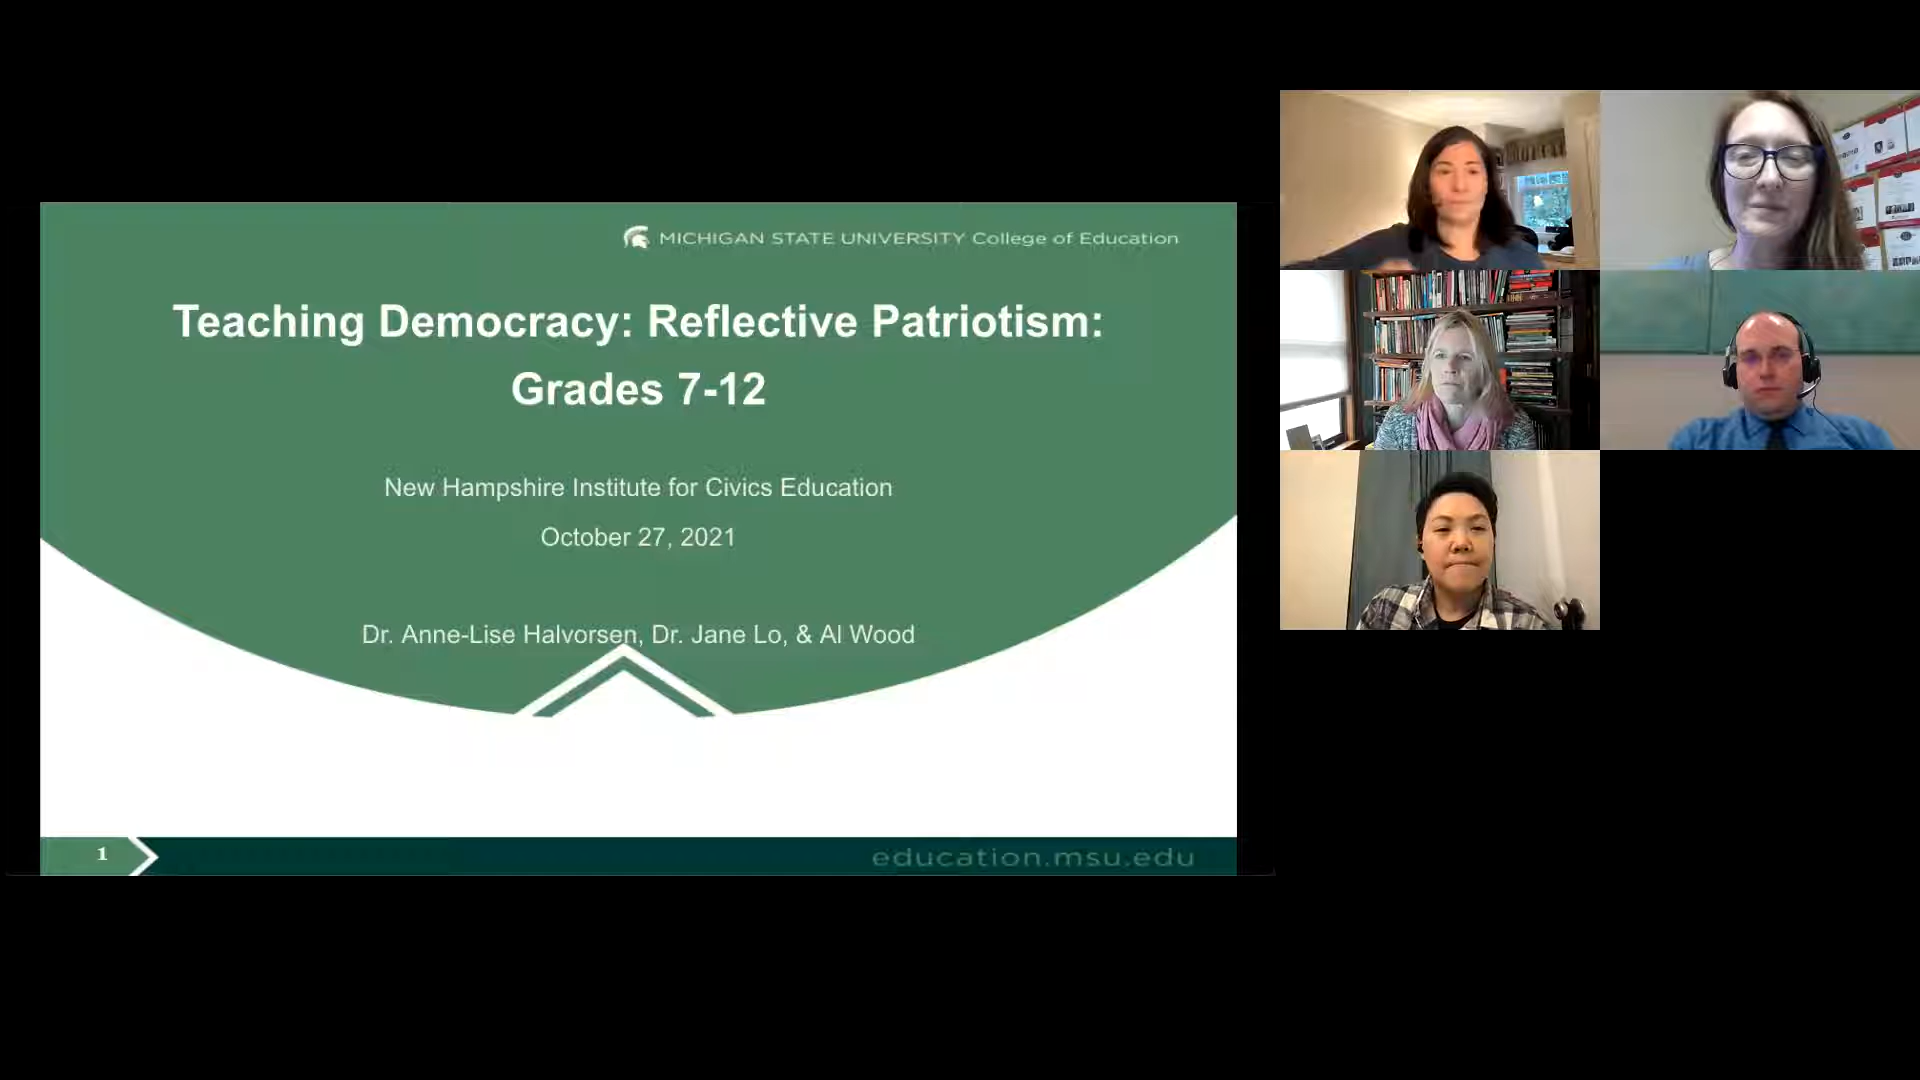 MICHIGAN STATE UNIVERSITY College of Education
Teaching Democracy: Reflective Patriotism:
Grades 7-12
New Hampshire Institute for Civics Education
October 27, 2021
Dr. Anne-Lise Halvorsen, Dr. Jane Lo, & Al Wood
1
education.msu.edu